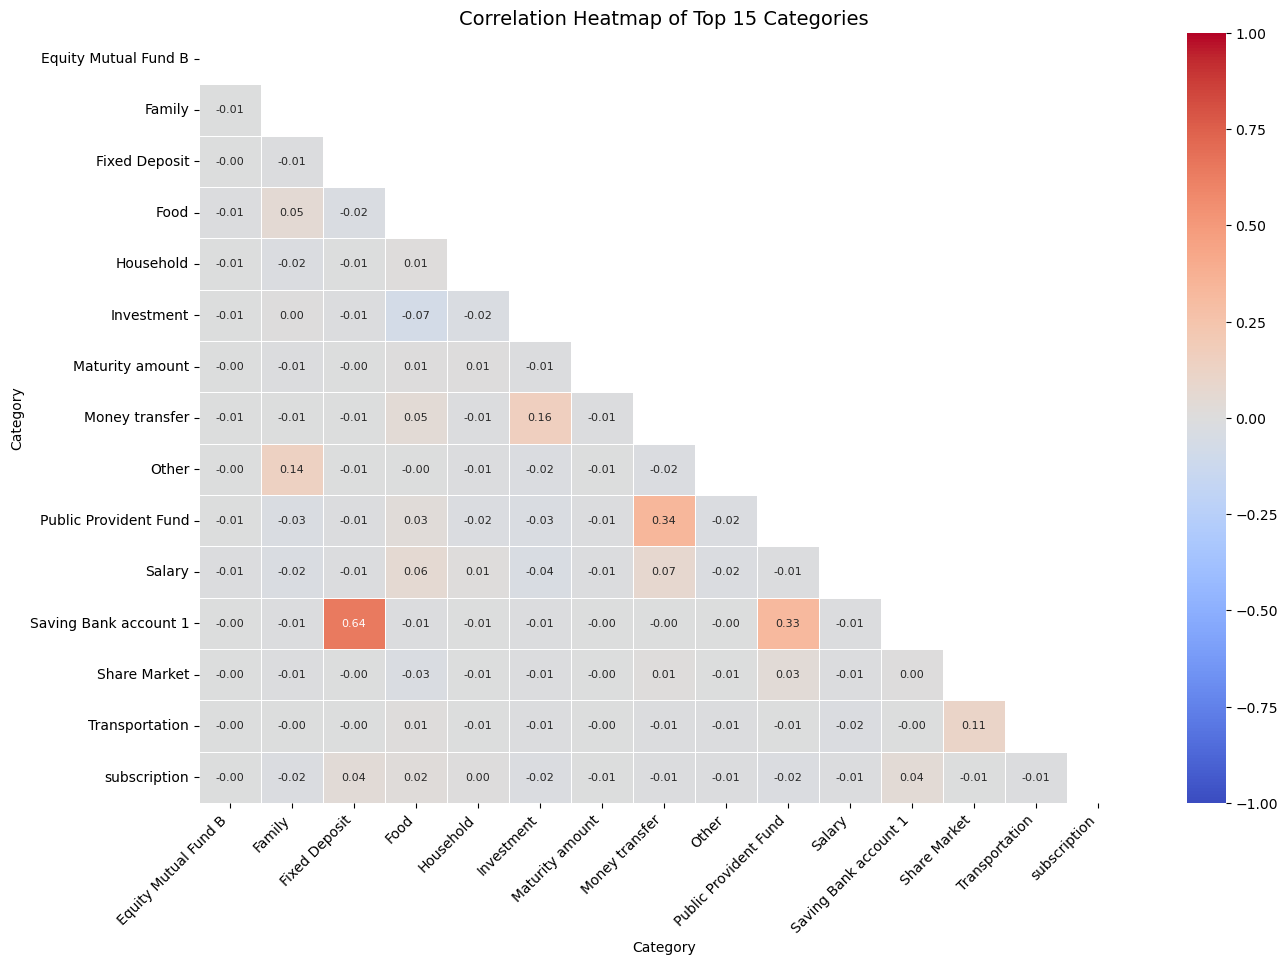 Correlation Heatmap of Top 15 Categories
Equity Mutual Fund B
Family -0.01
Fixed Deposit -0.00 -0.01
Food -0.01 0.05 -0.02
Household -0.01 -0.02 -0.01 0.01
Investment -0.01 0.00 -0.01 -0.07 -0.02
Maturity amount -0.00 -0.01 -0.00 0.01 0.01 -0.01
Money transfer -0.01 -0.01 -0.01 0.05 -0.01 0.16 -0.01
Other -0.00 0.14 -0.01 -0.00 -0.01 -0.02 -0.01 -0.02
Public Provident Fund -0.01 -0.03 -0.01 0.03 -0.02 -0.03 -0.01 0.34 -0.02
Salary -0.01 -0.02 -0.01 0.06 0.01 -0.04 -0.01 0.07 -0.02 -0.01
Saving Bank account 1 -0.00 -0.01 0.64 -0.01 -0.01 -0.01 -0.00 -0.00 -0.00 0.33 -0.01
Share Market -0.00 -0.01 -0.00 -0.03 -0.01 -0.01 -0.00 0.01 -0.01 0.03 -0.01 0.00
Transportation -0.00 -0.00 -0.00 0.01 -0.01 -0.01 -0.00 -0.01 -0.01 -0.01 -0.02 -0.00 0.11
subscription -0.00 -0.02 0.04 0.02 0.00 -0.02 -0.01 -0.01 -0.01 -0.02 -0.01 0.04 -0.01 -0.01
Category
Equity Mutual Fund B
Family
Fixed Deposit
Food
Household
Investment
Maturity amount
Money transfer
Other
Public Provident Fund
Salary
Saving Bank account 1
Share Market
Transportation
subscription
Category
1.00
0.75
0.50
0.25
0.00
−0.25
−0.50
−0.75
−1.00